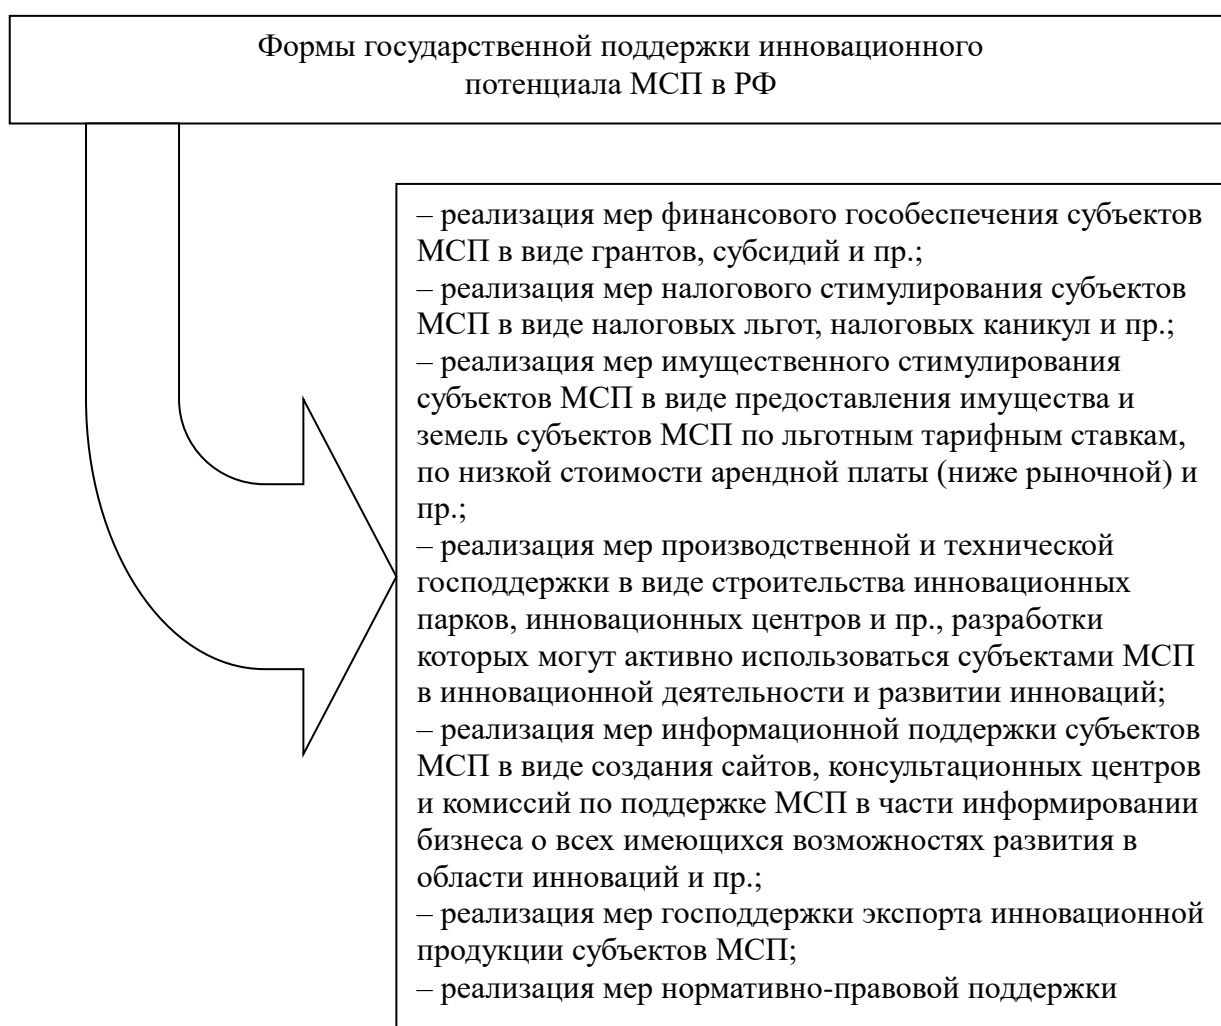 Формы государственной поддержки инновационного
потенциала МСП в РФ
– реализация мер финансового гособеспечения субъектов
МСП в виде грантов, субсидий и пр.;
– реализация мер налогового стимулирования субъектов
МСП в виде налоговых льгот, налоговых каникул и пр.;
– реализация мер имущественного стимулирования
субъектов МСП в виде предоставления имущества и
земель субъектов МСП по льготным тарифным ставкам,
по низкой стоимости арендной платы (ниже рыночной) и
пр.;
– реализация мер производственной и технической
господдержки в виде строительства инновационных
парков, инновационных центров и пр., разработки
которых могут активно использоваться субъектами МСП
в инновационной деятельности и развитии инноваций;
– реализация мер информационной поддержки субъектов
МСП в виде создания сайтов, консультационных центров
и комиссий по поддержке МСП в части информировании
бизнеса о всех имеющихся возможностях развития в
области инноваций и пр.;
– реализация мер господдержки экспорта инновационной
продукции субъектов МСП;
– реализация мер нормативно-правовой поддержки